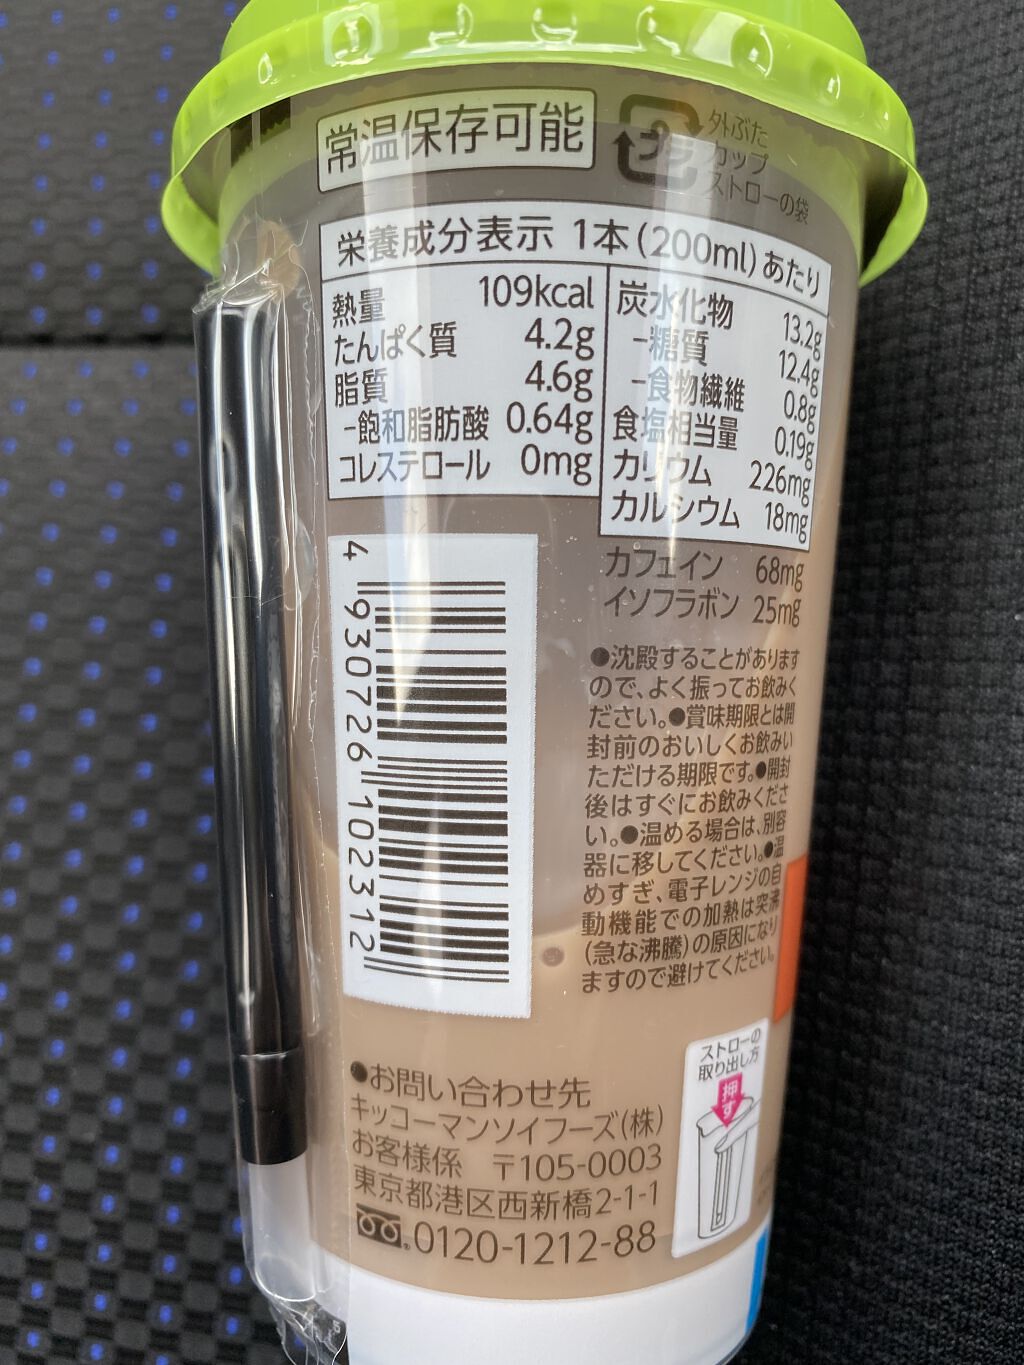 常温保存可能
プラ
外ぶた
カップ
ストローの袋
栄養成分表示 1本(200ml)あたり
熱量 109kcal
たんぱく質 4.2g
脂質 4.6g
-飽和脂肪酸 0.64g
コレステロール 0mg
炭水化物 13.2g
-糖質 12.4g
-食物繊維 0.8g
食塩相当量 0.19g
カリウム 226mg
カルシウム 18mg
カフェイン 68mg
イソフラボン 25mg
4 930726 102312
●沈殿することがあります
ので、よく振ってお飲みく
ださい。●賞味期限とは開
封前のおいしくお飲みい
ただける期限です。●開封
後はすぐにお飲みくださ
い。●温める場合は、別容
器に移してください。●温
めすぎ、電子レンジの自
動機能での加熱は突沸
(急な沸騰)の原因になり
ますので避けてください。
ストローの
取り出し方
押す
●お問い合わせ先
キッコーマンソイフーズ(株)
お客様係 〒105-0003
東京都港区西新橋2-1-1
0120-1212-88